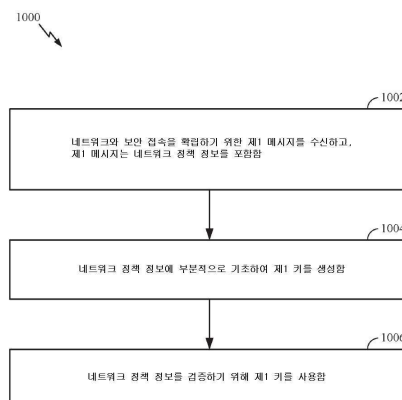 1000
1002
네트워크와 보안 접속을 확립하기 위한 제1 메시지를 수신하고,
제1 메시지는 네트워크 정책 정보를 포함함
1004
네트워크 정책 정보에 부분적으로 기초하여 제1 키를 생성함
1006
네트워크 정책 정보를 검증하기 위해 제1 키를 사용함